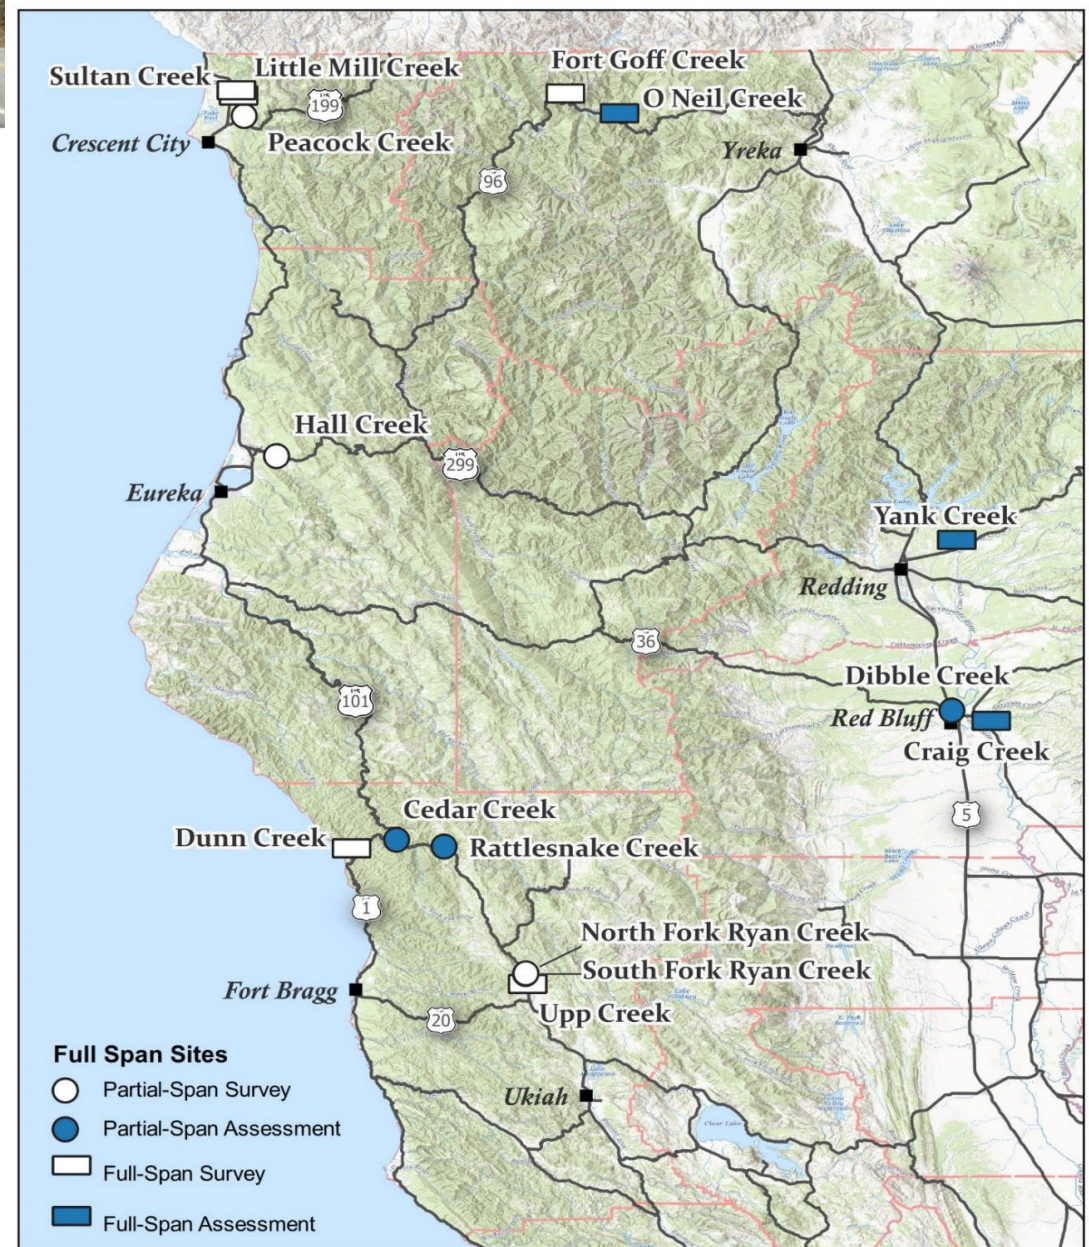 Sultan Creek
Little Mill Creek
Fort Goff Creek
199
O Neil Creek
Crescent City
Peacock Creek
Yreka
96
Hall Creek
299
Eureka
Yank Creek
Redding
36
Dibble Creek
101
Red Bluff
Craig Creek
Cedar Creek
5
Dunn Creek
Rattlesnake Creek
1
North Fork Ryan Creek
South Fork Ryan Creek
Fort Bragg
Upp Creek
20
Full Span Sites
Partial-Span Survey
Ukiah
Clear Lake
Partial-Span Assessment
Full-Span Survey
Full-Span Assessment